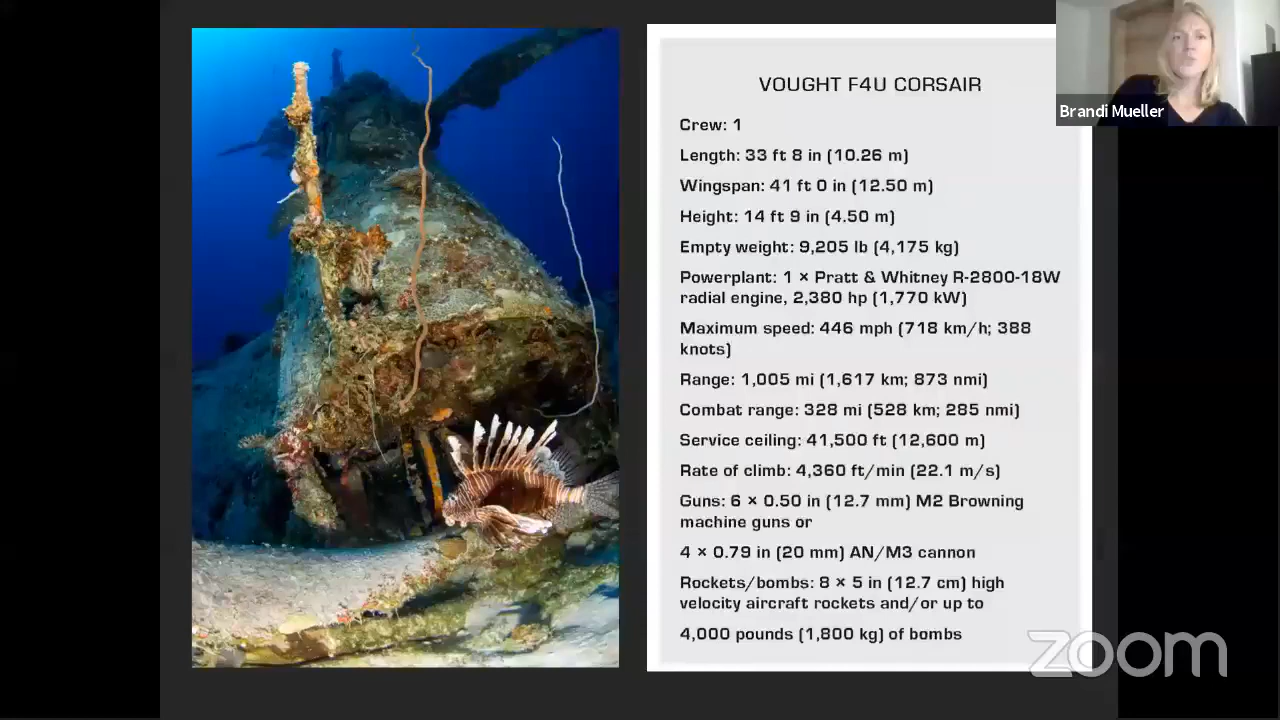 VOUGHT F4U CORSAIR
Brandi Mueller
Crew: 1
Length: 33 ft 8 in (10.26 m)
Wingspan: 41 ft 0 in (12.50 m)
Height: 14 ft 9 in (4.50 m)
Empty weight: 9,205 lb (4,175 kg)
Powerplant: 1 × Pratt & Whitney R-2800-18W
radial engine, 2,380 hp (1,770 kW)
Maximum speed: 446 mph (718 km/h; 388
knots)
Range: 1,005 mi (1,617 km; 873 nmi)
Combat range: 328 mi (528 km; 285 nmi)
Service ceiling: 41,500 ft (12,600 m)
Rate of climb: 4,360 ft/min (22.1 m/s)
Guns: 6 × 0.50 in (12.7 mm) M2 Browning
machine guns or
4 × 0.79 in (20 mm) AN/M3 cannon
Rockets/bombs: 8 × 5 in (12.7 cm) high
velocity aircraft rockets and/or up to
4,000 pounds (1,800 kg) of bombs
zoom